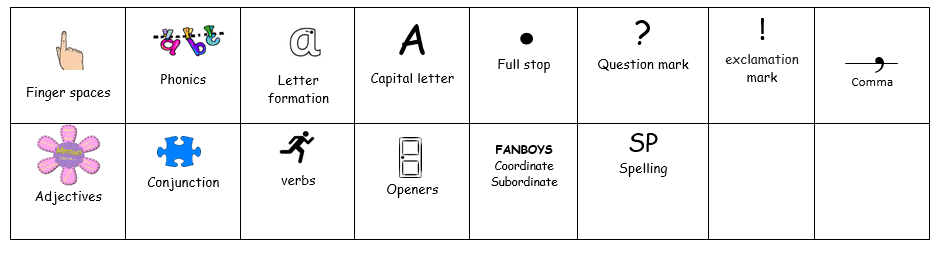 Finger spaces
a b c
Phonics
a
Letter
formation
A
Capital letter
Full stop
?
Question mark
!
exclamation
mark
,
Comma
Adjectives
Conjunction
verbs
Openers
FANBOYS
Coordinate
Subordinate
SP
Spelling